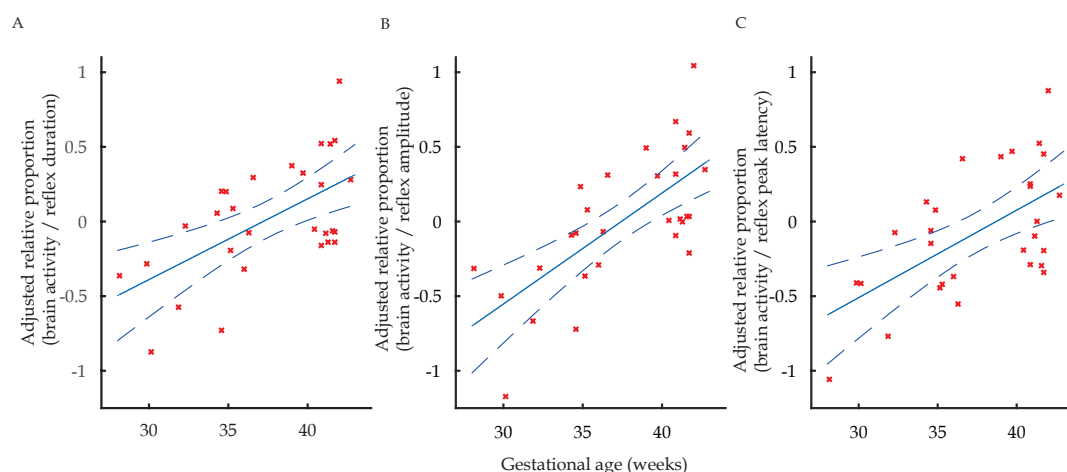 A
B
C
Adjusted relative proportion
(brain activity / reflex duration)
1
0.5
0
-0.5
-1
30
35
40
Adjusted relative proportion
(brain activity / reflex amplitude)
1
0.5
0
-0.5
-1
30
35
40
Adjusted relative proportion
(brain activity / reflex peak latency)
1
0.5
0
-0.5
-1
30
35
40
Gestational age (weeks)